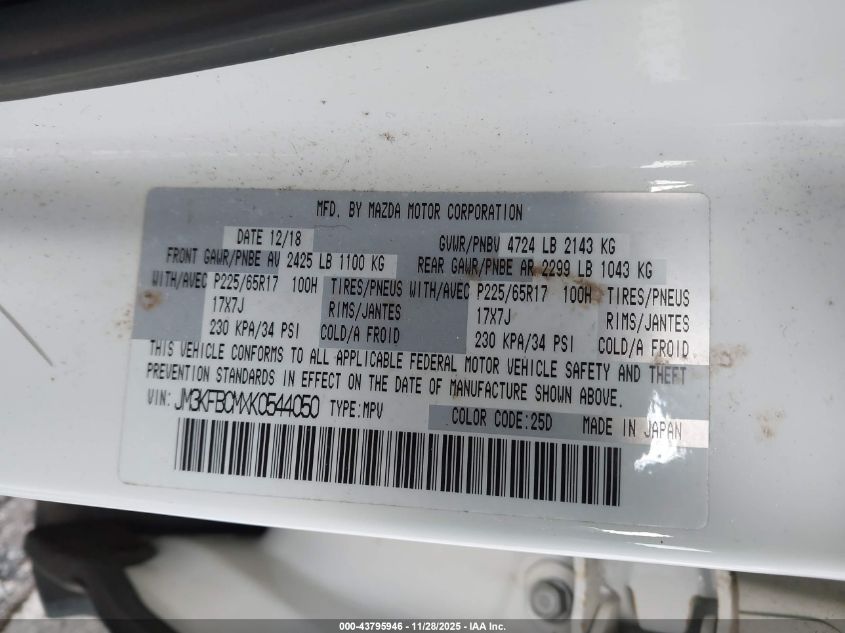 MFD. BY MAZDA MOTOR CORPORATION
DATE 12/18 GVWR/PNBV 4724 LB 2143 KG
FRONT GAWR/PNBE AV 2425 LB 1100 KG REAR GAWR/PNBE AR 2299 LB 1043 KG
WITH/AVEC P225/65R17 100H TIRES/PNEUS WITH/AVEC P225/65R17 100H TIRES/PNEUS
17X7J RIMS/JANTES 17X7J RIMS/JANTES
230 KPA/34 PSI COLD/A FROID 230 KPA/34 PSI COLD/A FROID
THIS VEHICLE CONFORMS TO ALL APPLICABLE FEDERAL MOTOR VEHICLE SAFETY AND THEFT
PREVENTION STANDARDS IN EFFECT ON THE DATE OF MANUFACTURE SHOWN ABOVE.
VIN: JM3KFBCMXK0544050 TYPE:MPV COLOR CODE:25D MADE IN JAPAN
000-43795946 - 11/28/2025 - IAA Inc.